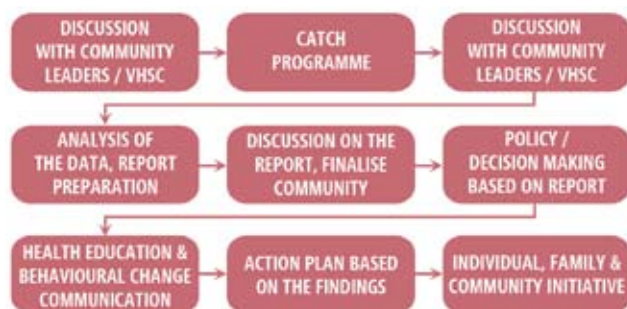 DISCUSSION
WITH COMMUNITY
LEADERS / VHSC
CATCH
PROGRAMME
DISCUSSION
WITH COMMUNITY
LEADERS / VHSC
ANALYSIS OF
THE DATA, REPORT
PREPARATION
DISCUSSION ON THE
REPORT, FINALISE
COMMUNITY
POLICY /
DECISION MAKING
BASED ON REPORT
HEALTH EDUCATION &
BEHAVIOURAL CHANGE
COMMUNICATION
ACTION PLAN BASED
ON THE FINDINGS
INDIVIDUAL, FAMILY &
COMMUNITY INITIATIVE